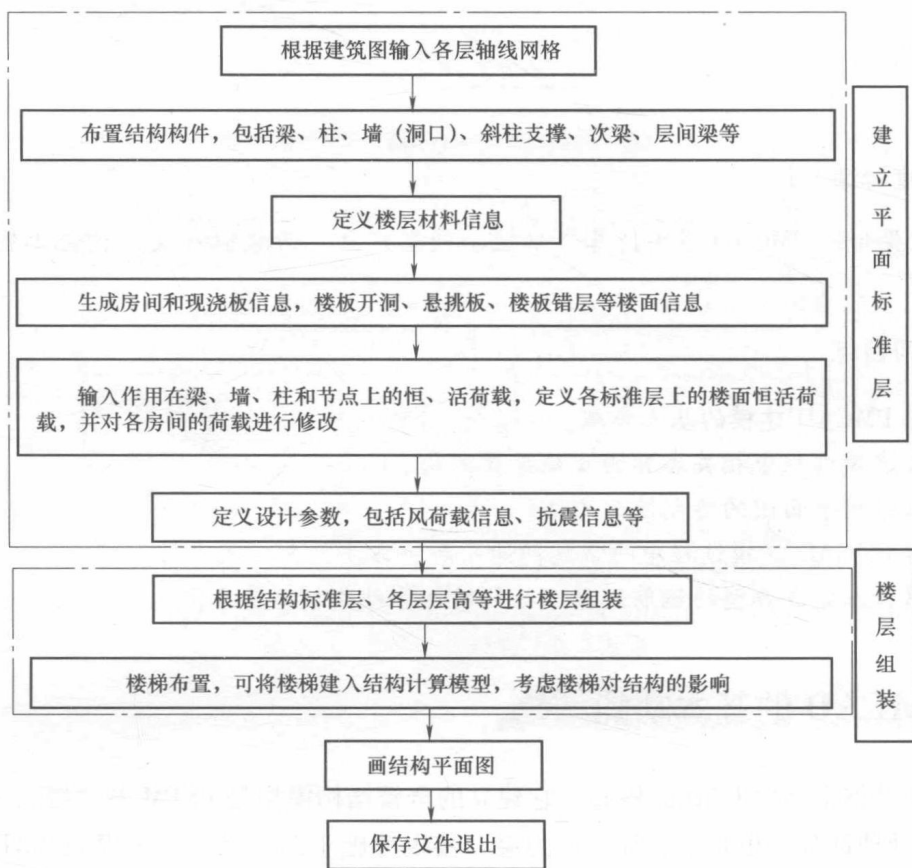 根据建筑图输入各层轴线网格
布置结构构件，包括梁、柱、墙（洞口）、斜柱支撑、次梁、层间梁等
定义楼层材料信息
生成房间和现浇板信息，楼板开洞、悬挑板、楼板错层等楼面信息
输入作用在梁、墙、柱和节点上的恒、活荷载，定义各标准层上的楼面恒活荷
载，并对各房间的荷载进行修改
定义设计参数，包括风荷载信息、抗震信息等
建立平面标准层
根据结构标准层、各层层高等进行楼层组装
楼梯布置，可将楼梯建入结构计算模型，考虑楼梯对结构的影响
楼层组装
画结构平面图
保存文件退出